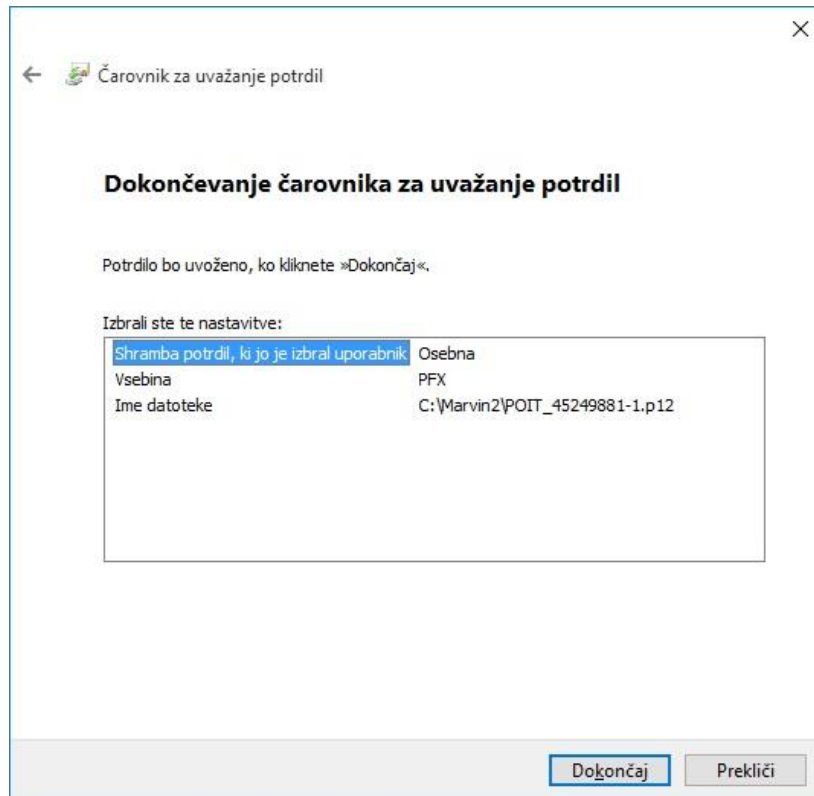 Čarovnik za uvažanje potrdil
Dokončevanje čarovnika za uvažanje potrdil
Potrdilo bo uvoženo, ko kliknete »Dokončaj«.
Izbrali ste te nastavitve:
Shramba potrdil, ki jo je izbral uporabnik Osebna
Vsebina PFX
Ime datoteke C:\Marvin2\POIT_45249881-1.p12
Dokončaj Prekliči